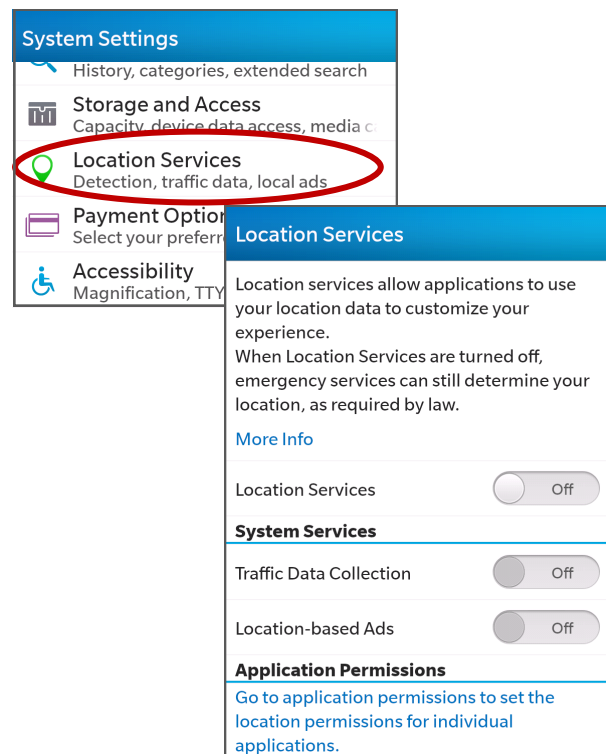 System Settings
History, categories, extended search
Storage and Access
Capacity, device data access, media c
Location Services
Detection, traffic data, local ads
Payment Option
Select your preferr
Accessibility
Magnification, TTY
Location Services
Location services allow applications to use
your location data to customize your
experience.
When Location Services are turned off,
emergency services can still determine your
location, as required by law.
More Info
Location Services Off
System Services
Traffic Data Collection Off
Location-based Ads Off
Application Permissions
Go to application permissions to set the
location permissions for individual
applications.